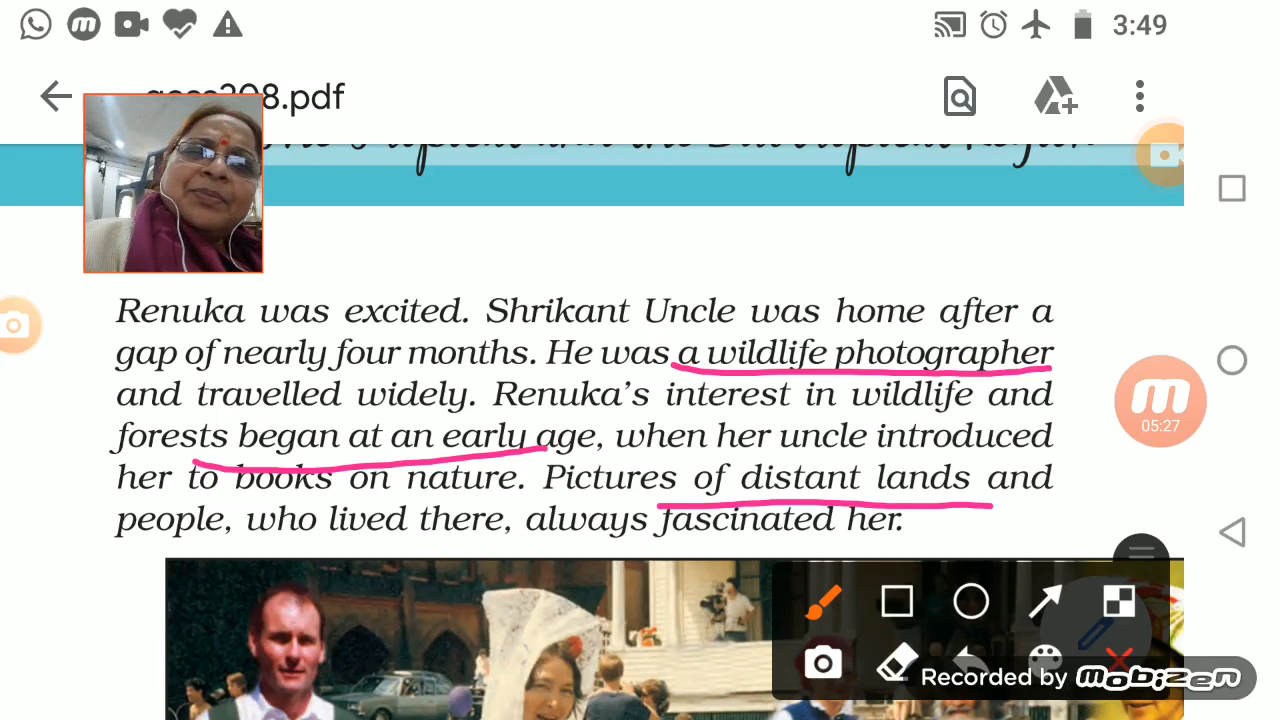 3:49
308.pdf
Renuka was excited. Shrikant Uncle was home after a
gap of nearly four months. He was a wildlife photographer
and travelled widely. Renuka's interest in wildlife and
forests began at an early age, when her uncle introduced
her to books on nature. Pictures of distant lands and
people, who lived there, always fascinated her.
05:27
Recorded by mobizen